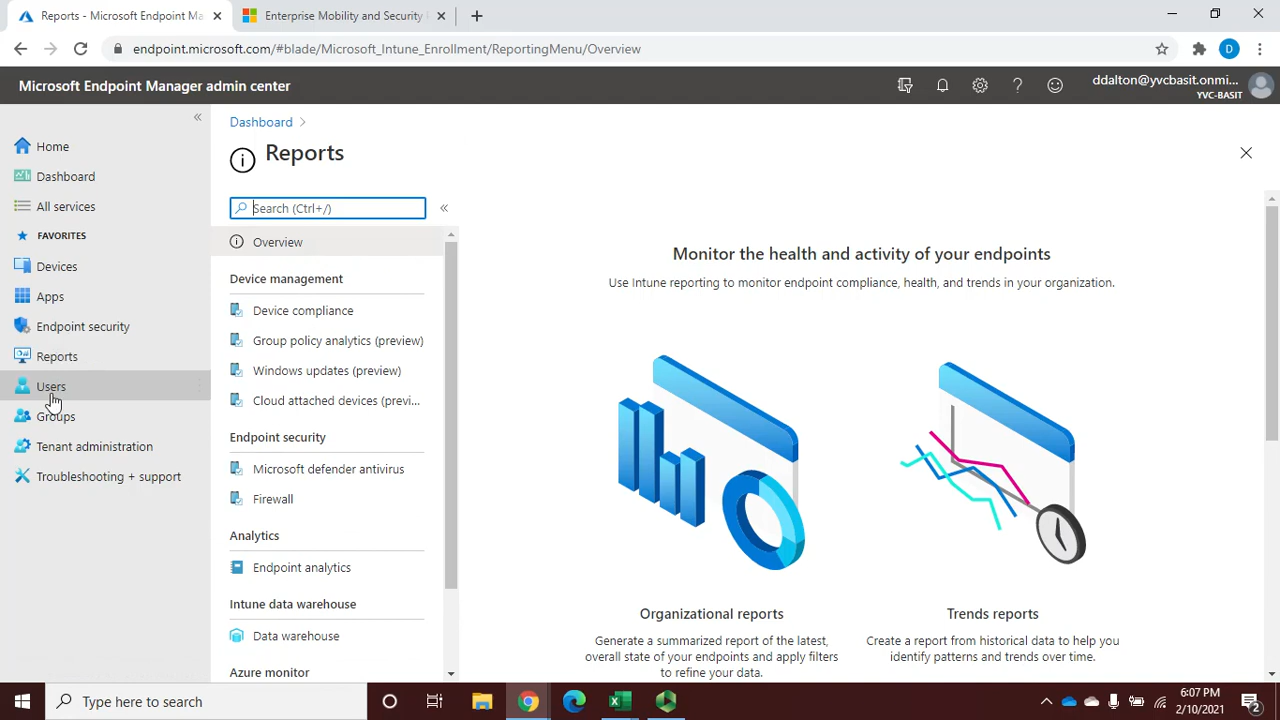 Reports - Microsoft Endpoint Ma
Enterprise Mobility and Security
endpoint.microsoft.com/#blade/Microsoft_Intune_Enrollment/ReportingMenu/Overview
D
Microsoft Endpoint Manager admin center
ddalton@yvcbasit.onmi...
YVC-BASIT
Home
Dashboard
All services
FAVORITES
Devices
Apps
Endpoint security
Reports
Users
Groups
Tenant administration
Troubleshooting + support
Dashboard
Reports
Search (Ctrl+/)
Overview
Device management
Device compliance
Group policy analytics (preview)
Windows updates (preview)
Cloud attached devices (previ...
Endpoint security
Microsoft defender antivirus
Firewall
Analytics
Endpoint analytics
Intune data warehouse
Data warehouse
Azure monitor
Monitor the health and activity of your endpoints
Use Intune reporting to monitor endpoint compliance, health, and trends in your organization.
Organizational reports
Generate a summarized report of the latest,
overall state of your endpoints and apply filters
to refine your data.
Trends reports
Create a report from historical data to help you
identify patterns and trends over time.
Type here to search
6:07 PM
2/10/2021
2